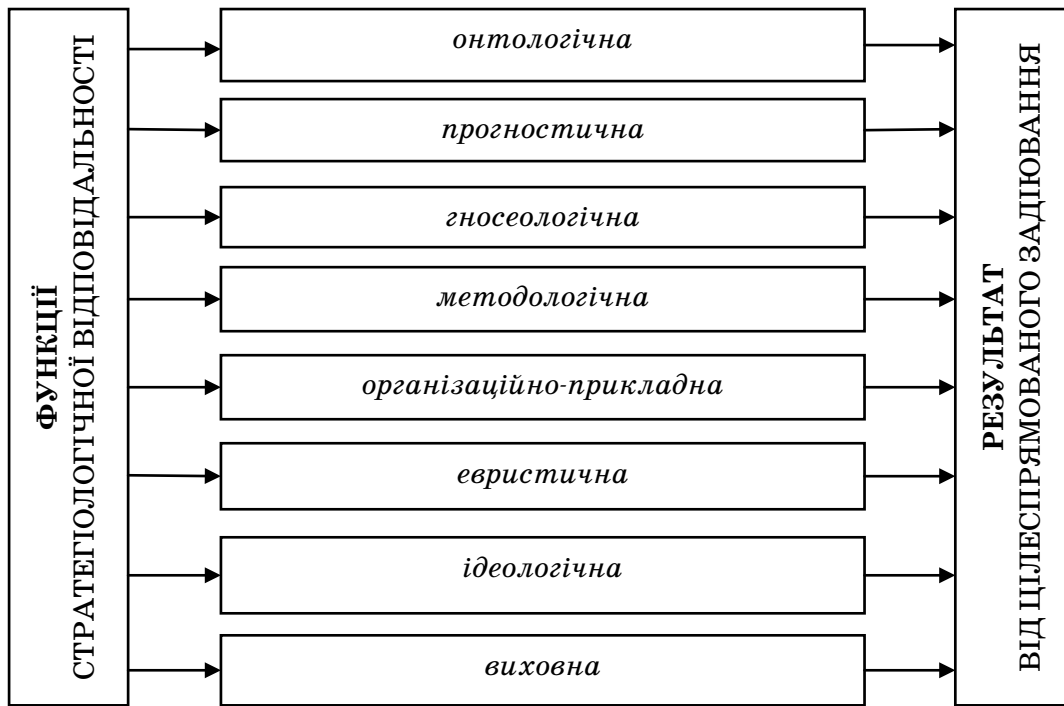 ФУНКЦІЇ
СТРАТЕГІОЛОГІЧНОЇ ВІДПОВІДАЛЬНОСТІ
онтологічна
прогностична
гносеологічна
методологічна
організаційно-прикладна
евристична
ідеологічна
виховна
РЕЗУЛЬТАТ
ВІД ЦІЛЕСПРЯМОВАНОГО ЗАДІЮВАННЯ